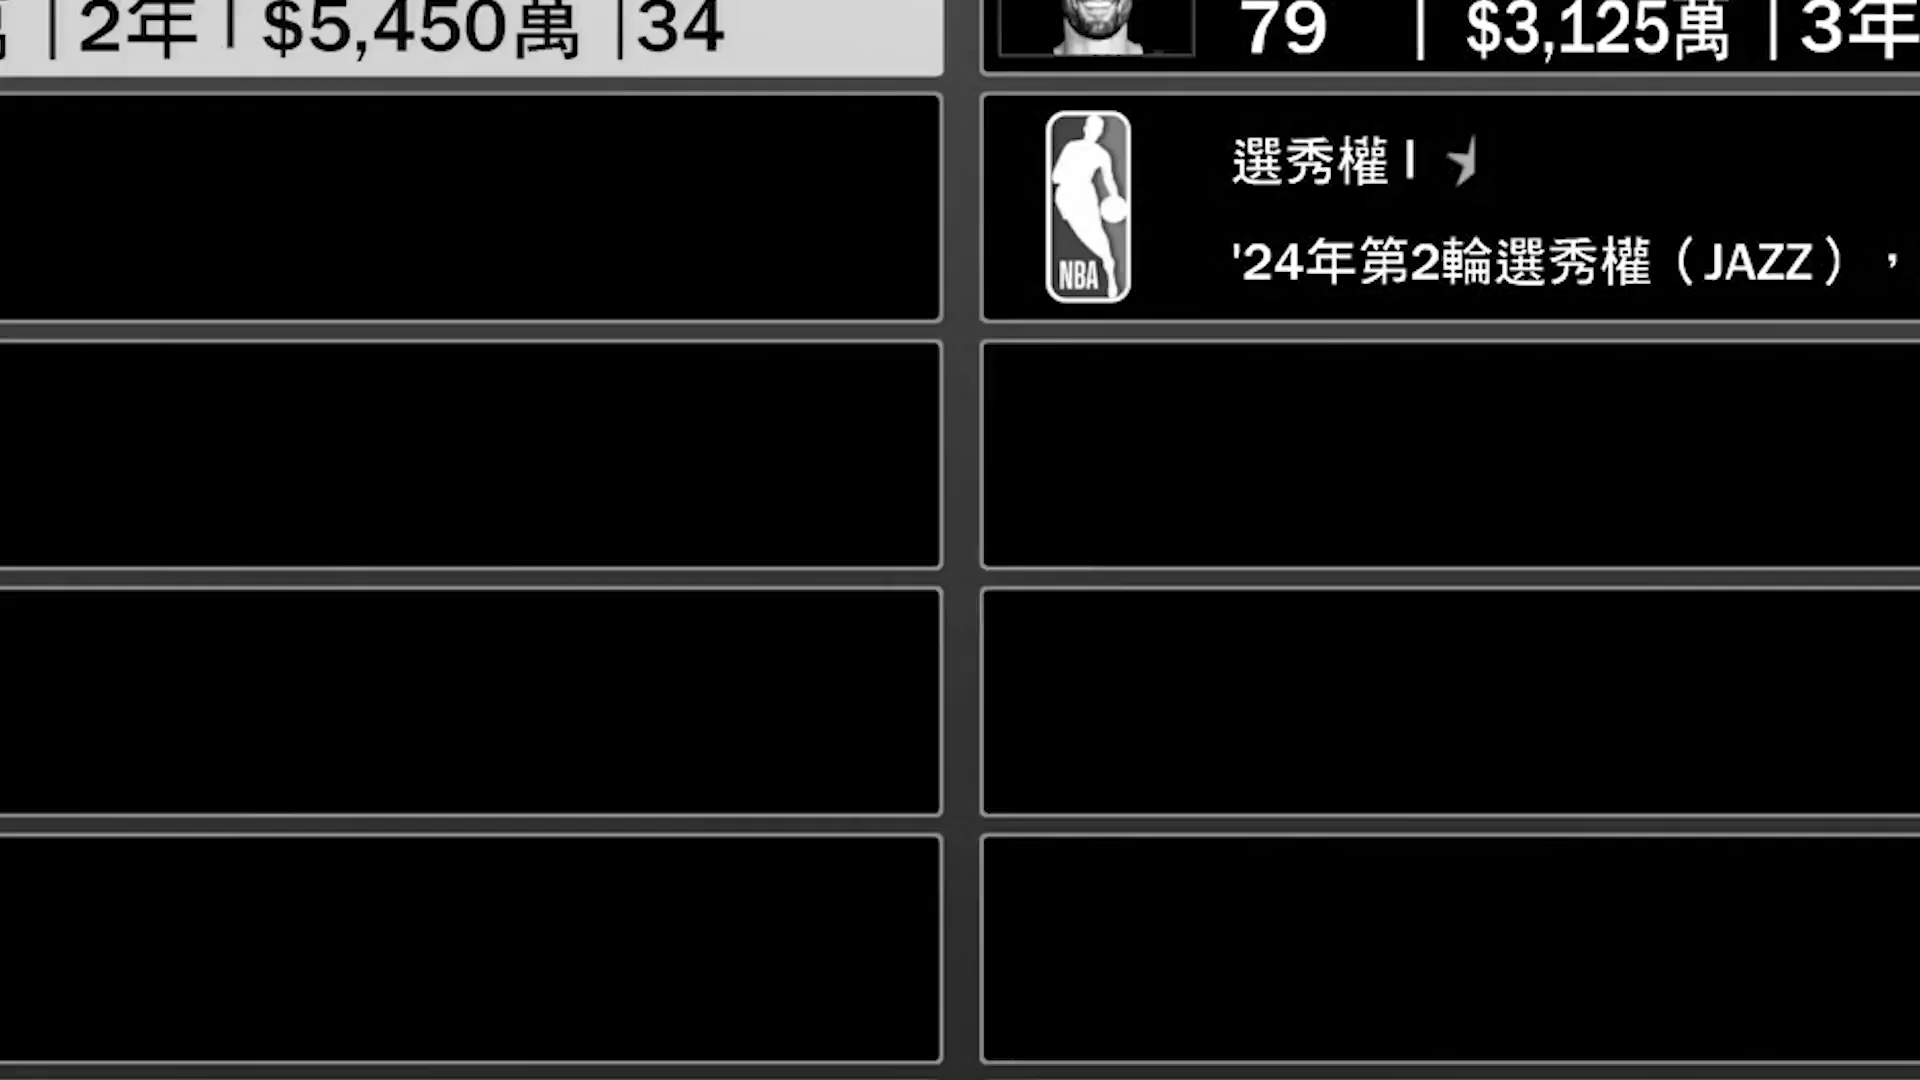 2年 | $5,450萬 |34
79 | $3,125萬 | 3年
選秀權 |
'24年第2輪選秀權（JAZZ），
NBA